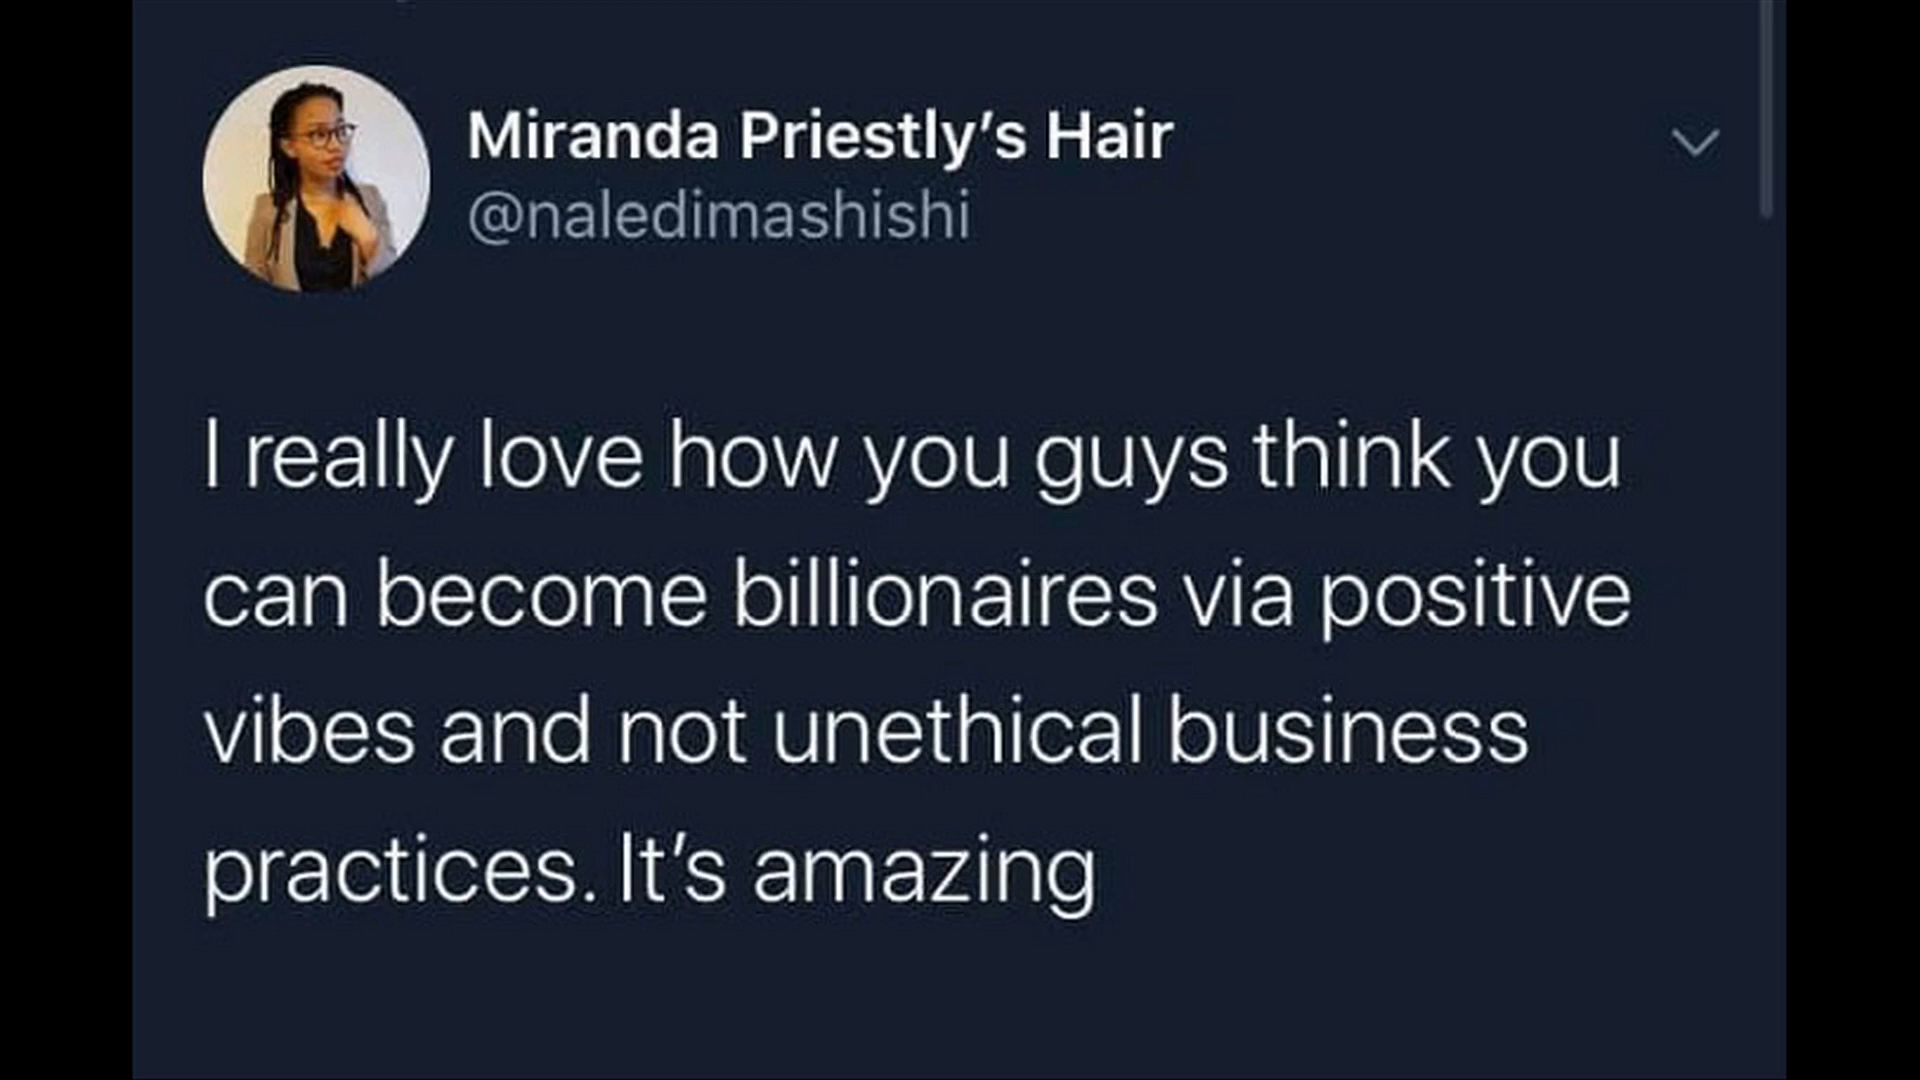 Miranda Priestly’s Hair
@naledimashishi
I really love how you guys think you
can become billionaires via positive
vibes and not unethical business
practices. It’s amazing